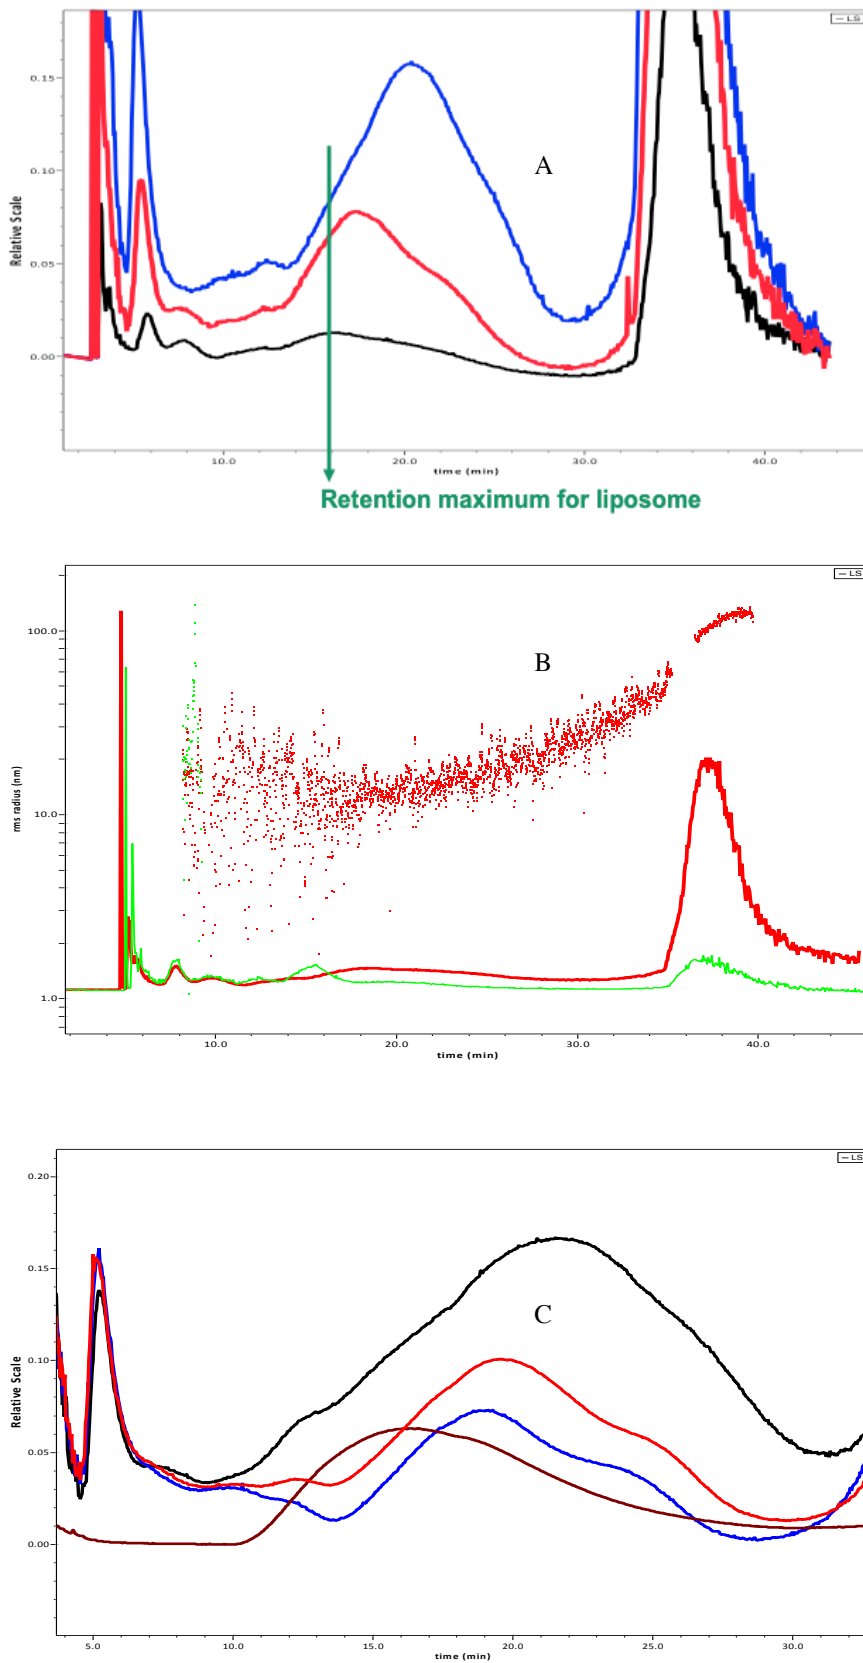 — LS
0.15
A
0.10
Relative Scale
0.05
0.00
10.0 20.0 30.0 40.0
time (min)
Retention maximum for liposome
— LS
100.0
B
rms radius (nm)
10.0
1.0
10.0 20.0 30.0 40.0
time (min)
— LS
0.20
0.15
C
0.10
Relative Scale
0.05
0.00
5.0 10.0 15.0 20.0 25.0 30.0
time (min)